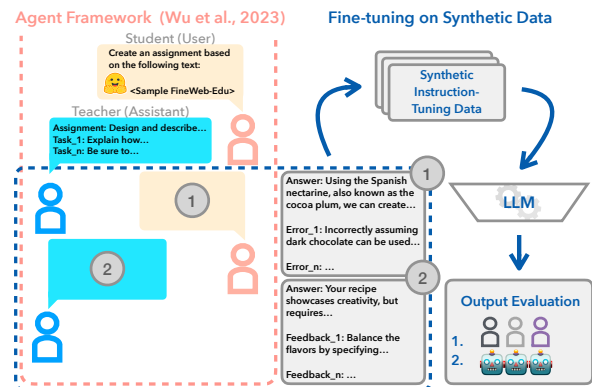 Agent Framework (Wu et al., 2023)
Student (User)
Create an assignment based
on the following text:
<Sample FineWeb-Edu>
Teacher (Assistant)
Assignment: Design and describe...
Task_1: Explain how...
Task_n: Be sure to...
1
2
Answer: Using the Spanish
nectarine, also known as the
cocoa plum, we can create...
Error_1: Incorrectly assuming
dark chocolate can be used...
Error_n: ...
1
Answer: Your recipe
showcases creativity, but
requires...
Feedback_1: Balance the
flavors by specifying...
Feedback_n: ...
2
Fine-tuning on Synthetic Data
Synthetic
Instruction-
Tuning Data
LLM
Output Evaluation
1.
2.